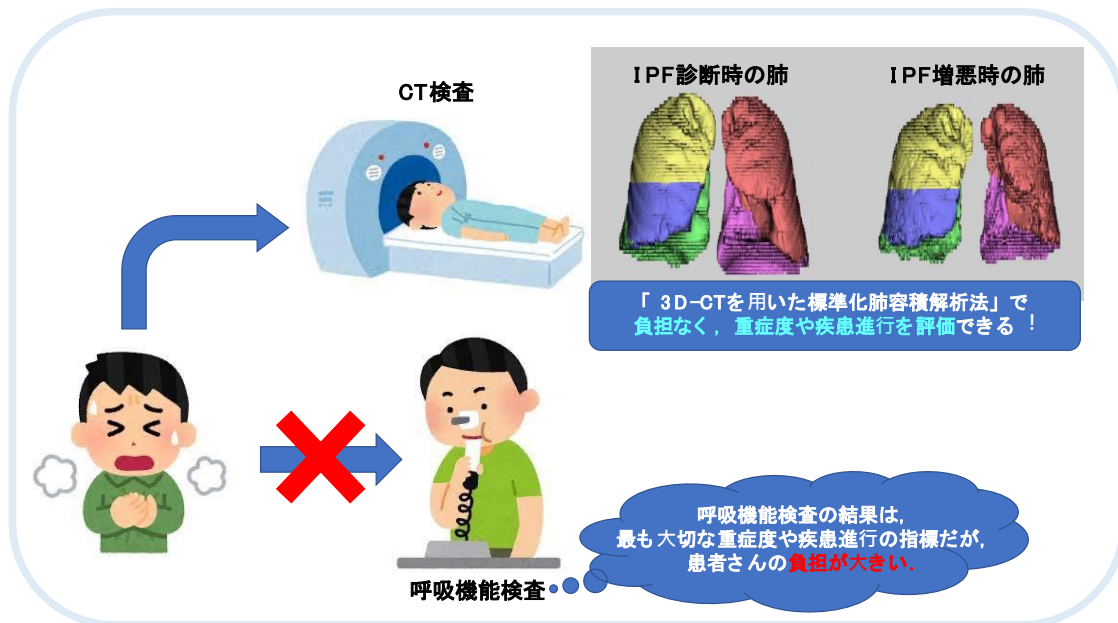 CT検査
IPF診断時の肺
IPF増悪時の肺
「 3D-CTを用いた標準化肺容積解析法」で
負担なく，重症度や疾患進行を評価できる !
呼吸機能検査
呼吸機能検査の結果は,
最も大切な重症度や疾患進行の指標だが,
患者さんの負担が大きい.